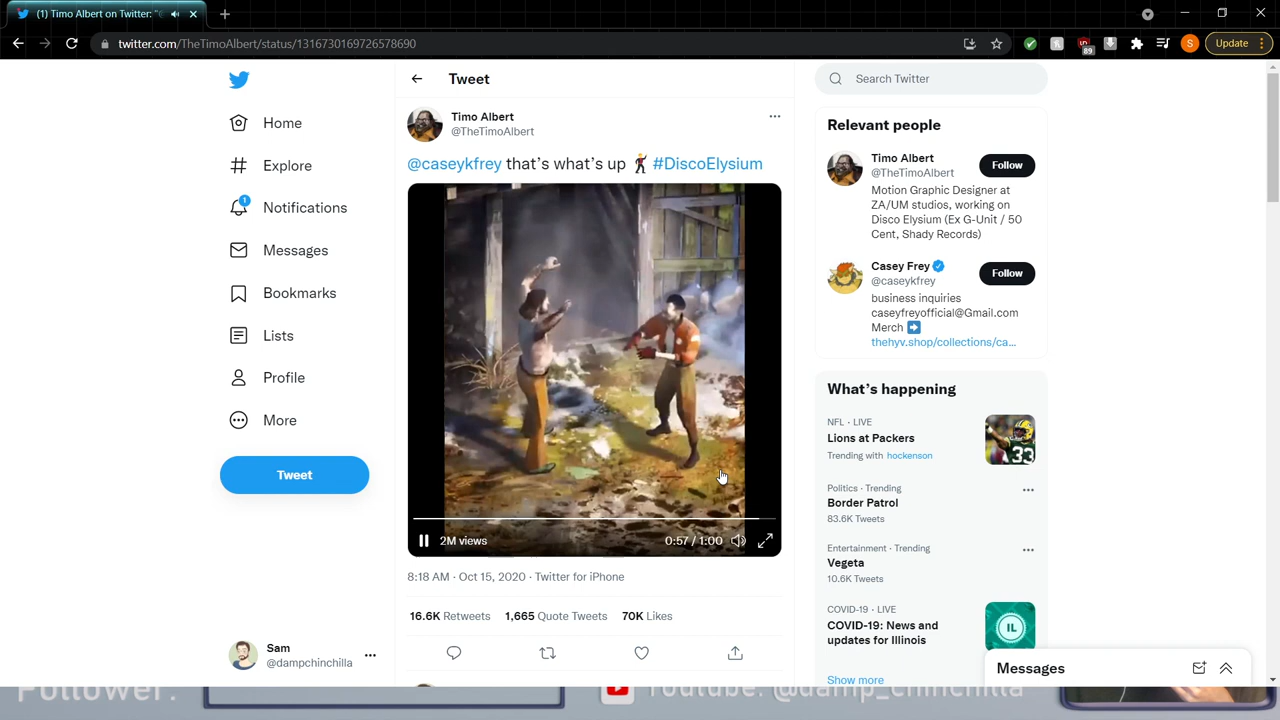 (1) Timo Albert on Twitter: "
twitter.com/TheTimoAlbert/status/1316730169726578690
89
S
Update
Home
Explore
1
Notifications
Messages
Bookmarks
Lists
Profile
More
Tweet
Sam
@dampchinchilla
Tweet
Timo Albert
@TheTimoAlbert
@caseykfrey that's what's up 🕺 #DiscoElysium
2M views
0:57 / 1:00
8:18 AM · Oct 15, 2020 · Twitter for iPhone
16.6K Retweets 1,665 Quote Tweets 70K Likes
Search Twitter
Relevant people
Timo Albert
@TheTimoAlbert
Follow
Motion Graphic Designer at
ZA/UM studios, working on
Disco Elysium (Ex G-Unit / 50
Cent, Shady Records)
Casey Frey
@caseykfrey
Follow
business inquiries
caseyfreyofficial@Gmail.com
Merch ➡️
thehyv.shop/collections/ca...
What's happening
NFL · LIVE
Lions at Packers
Trending with hockenson
33
Politics · Trending
Border Patrol
83.6K Tweets
Entertainment · Trending
Vegeta
10.6K Tweets
COVID-19 · LIVE
COVID-19: News and
updates for Illinois
IL
Show more
Messages
Follower:
Youtube: @damp_chinchilla